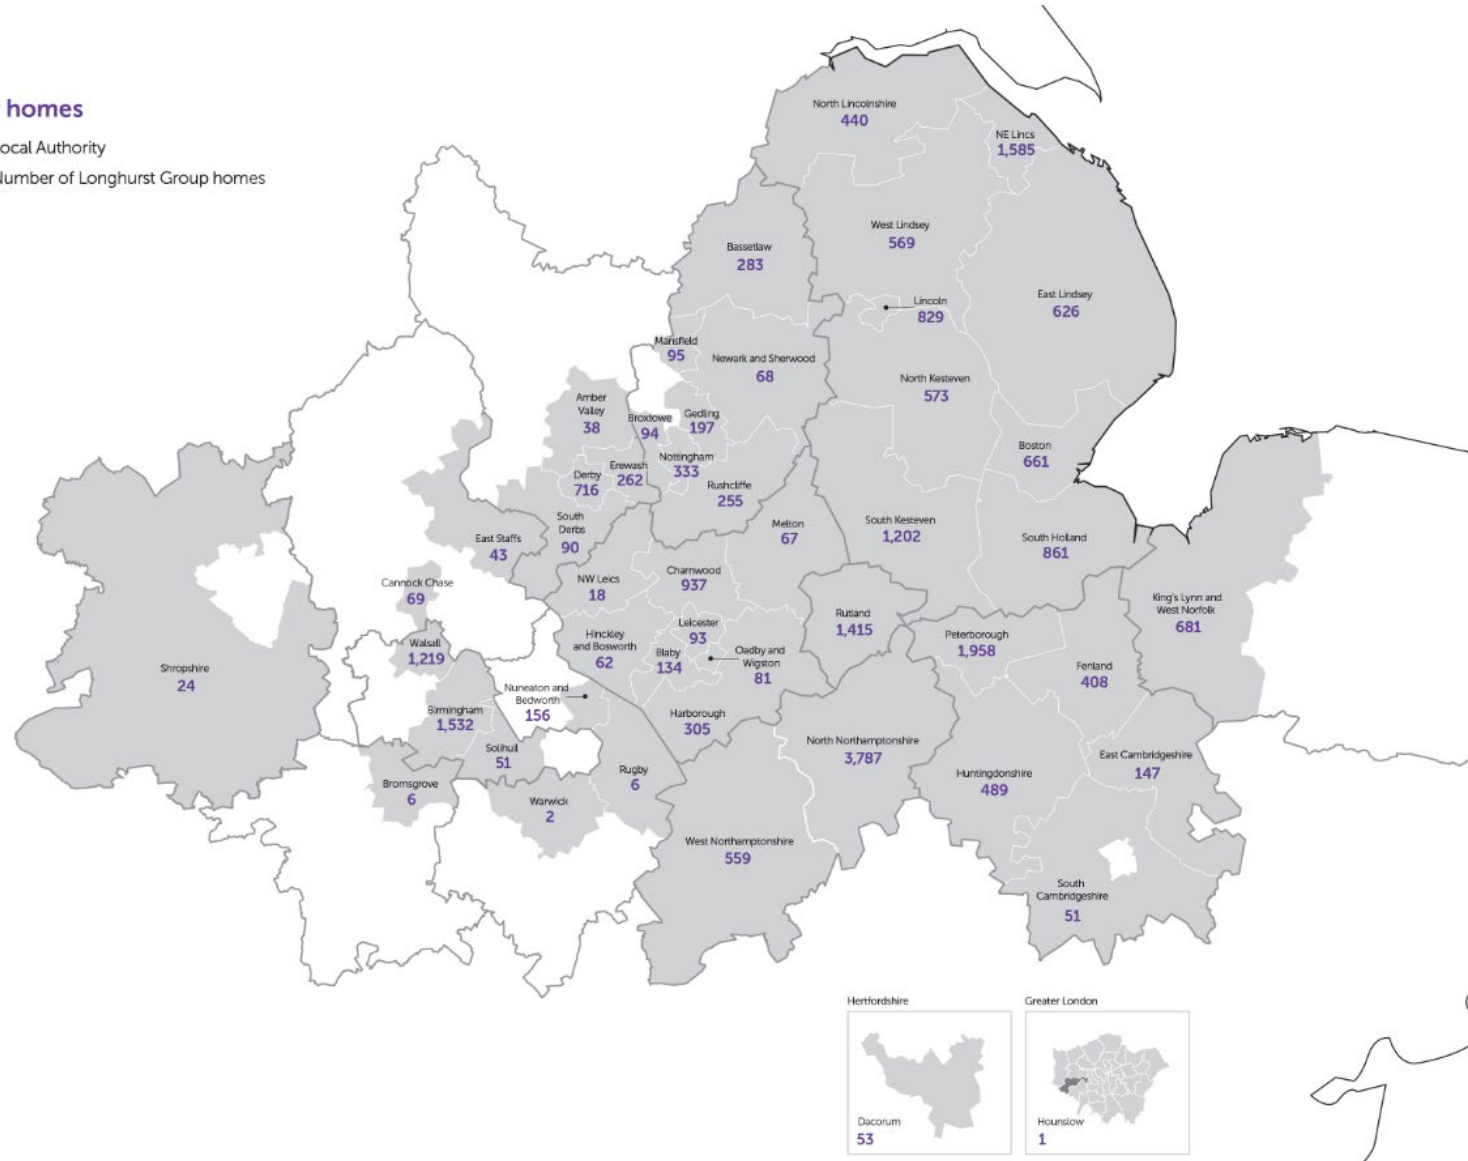 homes
ocal Authority
Number of Longhurst Group homes
North Lincolnshire
440
NE Lincs
1,585
West Lindsey
569
Bassetlaw
283
East Lindsey
626
Lincoln
829
Mansfield
95
Newark and Sherwood
68
North Kesteven
573
Amber
Valley
38
Broxtowe
94
Gedling
197
Boston
661
Nottingham
333
Erewash
262
Derby
716
Rushcliffe
255
South
Derbs
90
Melton
67
South Kesteven
1,202
South Holland
861
East Staffs
43
Cannock Chase
69
NW Leics
18
Charnwood
937
King's Lynn and
West Norfolk
681
Rutland
1,415
Leicester
93
Hinckley
and Bosworth
62
Blaby
134
Oadby and
Wigston
81
Peterborough
1,958
Fenland
408
Walsall
1,219
Shropshire
24
Nuneaton and
Bedworth
156
Birmingham
1,532
Harborough
305
Solihull
51
North Northamptonshire
3,787
East Cambridgeshire
147
Huntingdonshire
489
Rugby
6
Bromsgrove
6
Warwick
2
West Northamptonshire
559
South
Cambridgeshire
51
Hertfordshire
Dacorum
53
Greater London
Hounslow
1